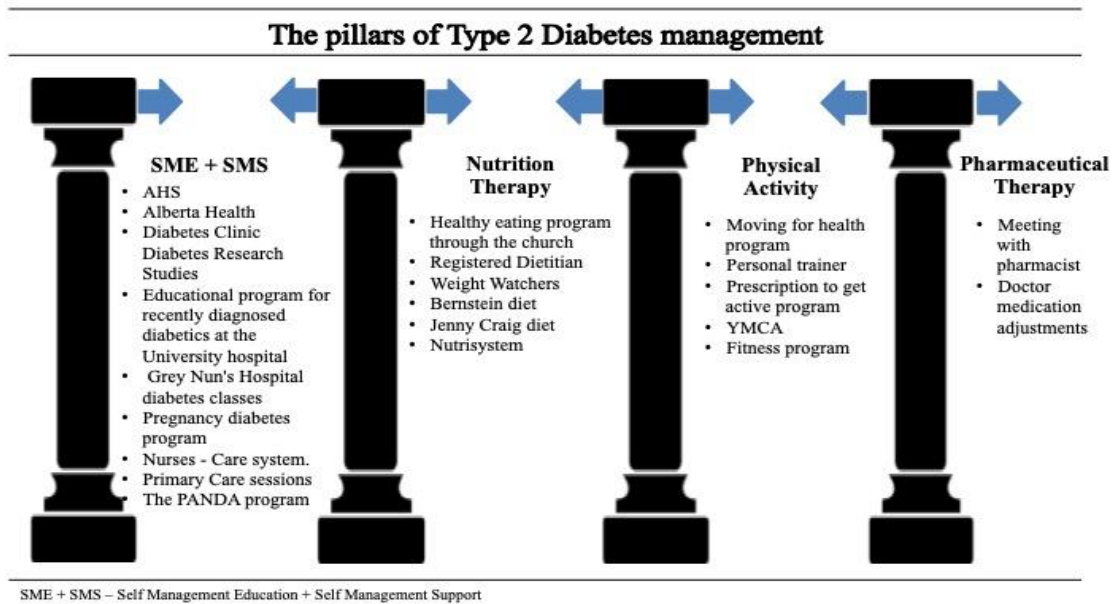 The pillars of Type 2 Diabetes management
SME + SMS
• AHS
• Alberta Health
• Diabetes Clinic
Diabetes Research
Studies
• Educational program for
recently diagnosed
diabetics at the
University hospital
• Grey Nun's Hospital
diabetes classes
• Pregnancy diabetes
program
• Nurses - Care system.
• Primary Care sessions
• The PANDA program
Nutrition
Therapy
• Healthy eating program
through the church
• Registered Dietitian
• Weight Watchers
• Bernstein diet
• Jenny Craig diet
• Nutrisystem
Physical
Activity
• Moving for health
program
• Personal trainer
• Prescription to get
active program
• YMCA
• Fitness program
Pharmaceutical
Therapy
• Meeting
with
pharmacist
• Doctor
medication
adjustments
SME + SMS – Self Management Education + Self Management Support